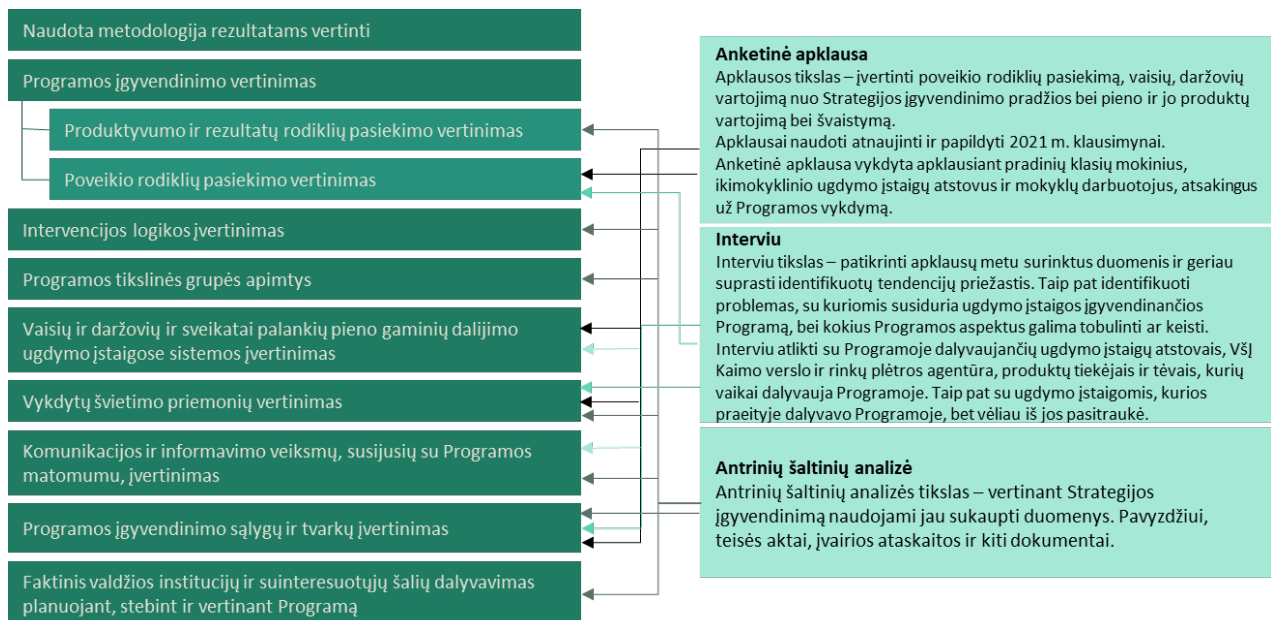 Naudota metodologija rezultatams vertinti
Programos įgyvendinimo vertinimas
Produktyvumo ir rezultatų rodiklių pasiekimo vertinimas
Poveikio rodiklių pasiekimo vertinimas
Intervencijos logikos įvertinimas
Programos tikslinės grupės apimtys
Vaisių ir daržovių ir sveikatai palankių pieno gaminių dalijimo
ugdymo įstaigose sistemos įvertinimas
Vykdytų švietimo priemonių vertinimas
Komunikacijos ir informavimo veiksmų, susijusių su Programos
matomumu, įvertinimas
Programos įgyvendinimo sąlygų ir tvarkų įvertinimas
Faktinis valdžios institucijų ir suinteresuotųjų šalių dalyvavimas
planuojant, stebint ir vertinant Programą
Anketinė apklausa
Apklausos tikslas – įvertinti poveikio rodiklių pasiekimą, vaisių, daržovių
vartojimą nuo Strategijos įgyvendinimo pradžios bei pieno ir jo produktų
vartojimą bei švaistymą.
Apklausai naudoti atnaujinti ir papildyti 2021 m. klausimynai.
Anketinė apklausa vykdyta apklausiant pradinių klasių mokinius,
ikimokyklinio ugdymo įstaigų atstovus ir mokyklų darbuotojus, atsakingus
už Programos vykdymą.
Interviu
Interviu tikslas – patikrinti apklausų metu surinktus duomenis ir geriau
suprasti identifikuotų tendencijų priežastis. Taip pat identifikuoti
problemas, su kuriomis susiduria ugdymo įstaigos įgyvendinančios
Programą, bei kokius Programos aspektus galima tobulinti ar keisti.
Interviu atlikti su Programoje dalyvaujančių ugdymo įstaigų atstovais, VšĮ
Kaimo verslo ir rinkų plėtros agentūra, produktų tiekėjais ir tėvais, kurių
vaikai dalyvauja Programoje. Taip pat su ugdymo įstaigomis, kurios
praeityje dalyvavo Programoje, bet vėliau iš jos pasitraukė.
Antrinių šaltinių analizė
Antrinių šaltinių analizės tikslas – vertinant Strategijos
įgyvendinimą naudojami jau sukaupti duomenys. Pavyzdžiui,
teisės aktai, įvairios ataskaitos ir kiti dokumentai.